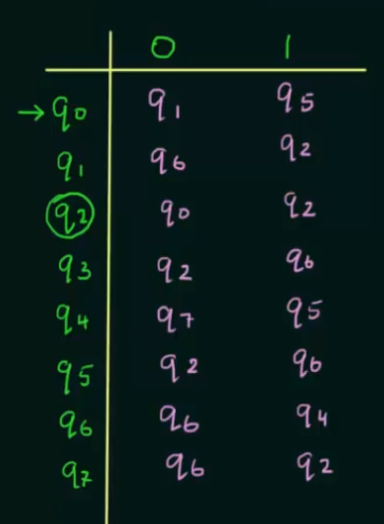 0 1
→ q0 q1 q5
q1 q6 q2
q2 q0 q2
q3 q2 q6
q4 q7 q5
q5 q2 q6
q6 q6 q4
q7 q6 q2